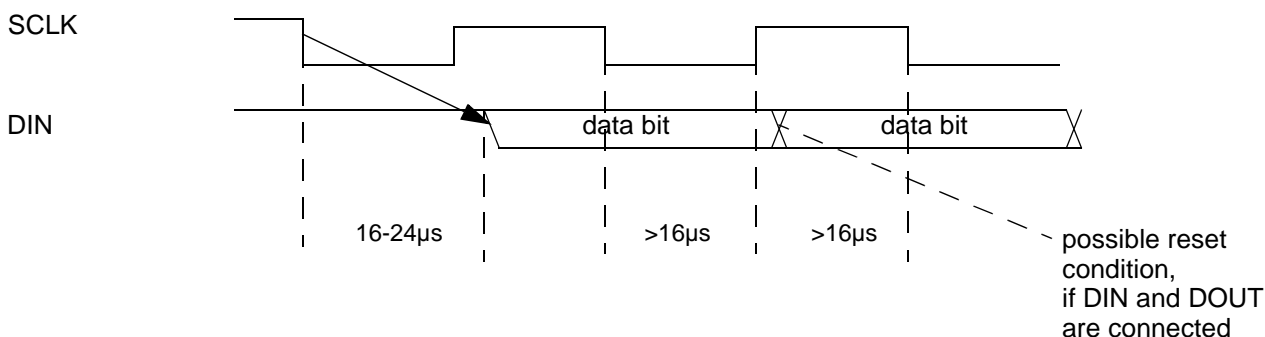 SCLK
DIN
data bit
data bit
16-24µs
>16µs
>16µs
possible reset
condition,
if DIN and DOUT
are connected